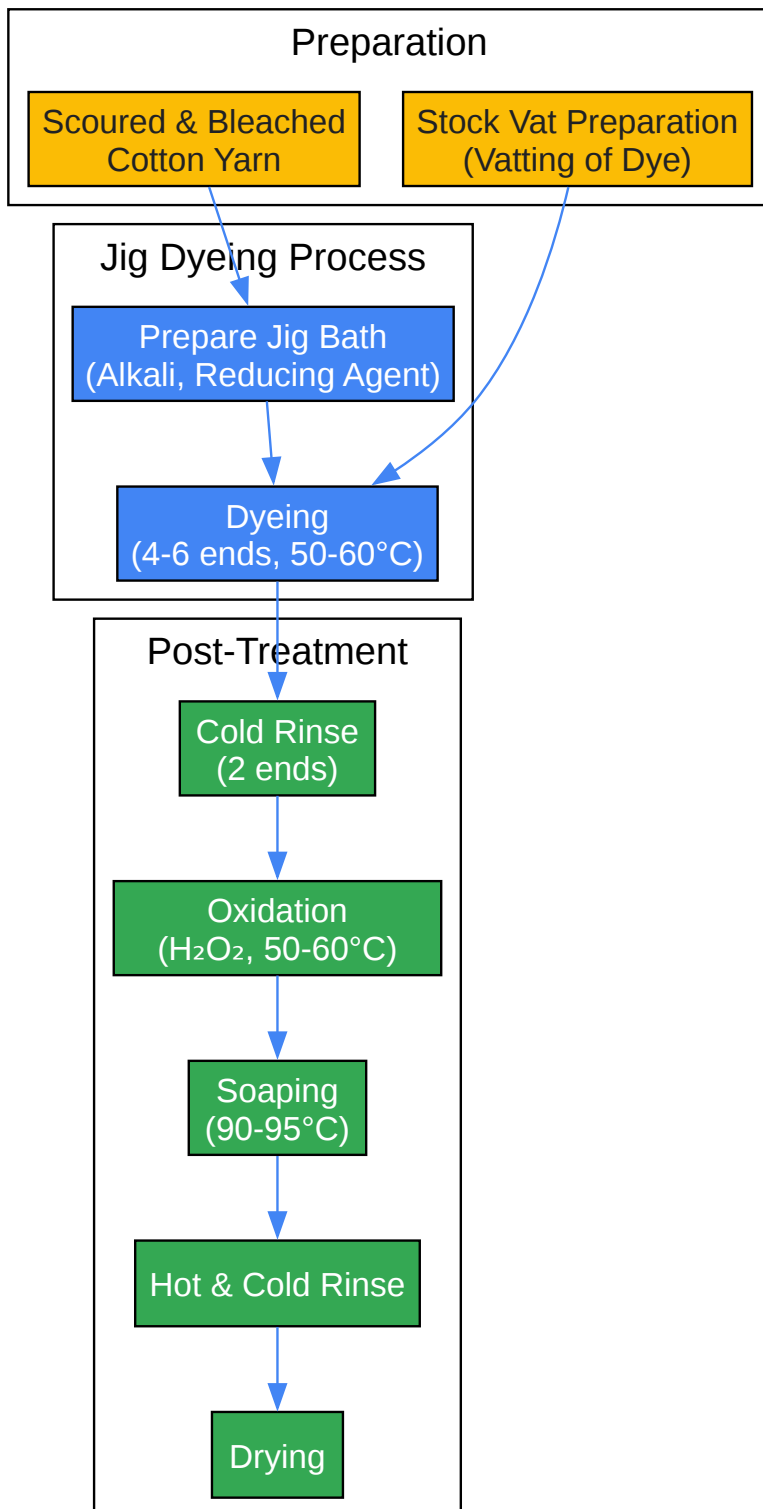 Preparation
Scoured & Bleached
Cotton Yarn
Stock Vat Preparation
(Vatting of Dye)
Jig Dyeing Process
Prepare Jig Bath
(Alkali, Reducing Agent)
Dyeing
(4-6 ends, 50-60°C)
Post-Treatment
Cold Rinse
(2 ends)
Oxidation
(H₂O₂, 50-60°C)
Soaping
(90-95°C)
Hot & Cold Rinse
Drying